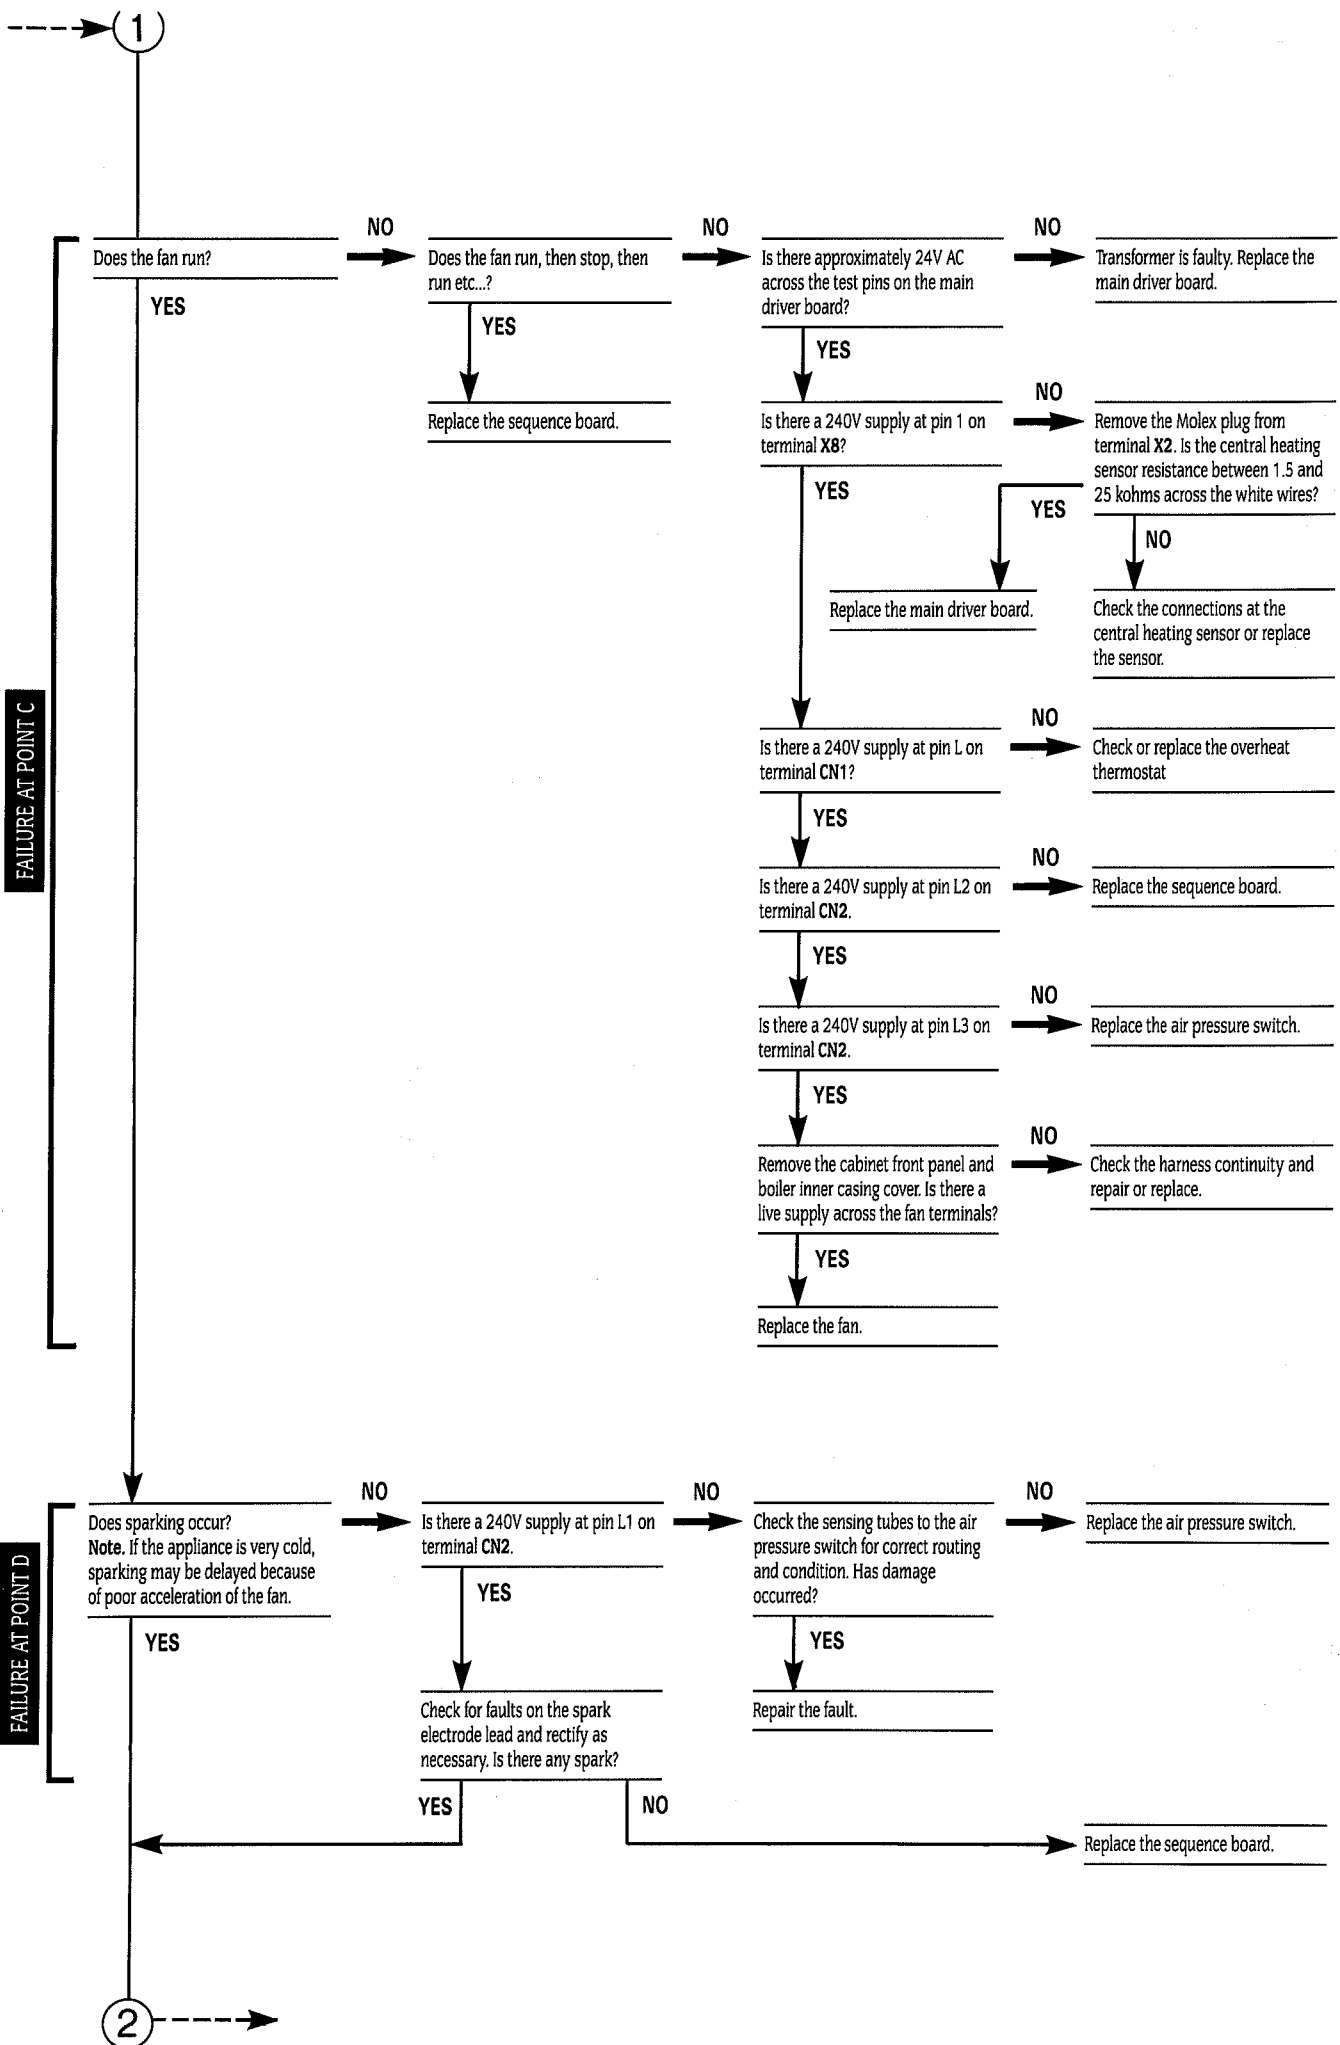 1
NO
NO
NO
Does the fan run?
Does the fan run, then stop, then
run etc...?
Is there approximately 24V AC
across the test pins on the main
driver board?
Transformer is faulty. Replace the
main driver board.
YES
YES
YES
Replace the sequence board.
Is there a 240V supply at pin 1 on
terminal X8?
NO
Remove the Molex plug from
terminal X2. Is the central heating
sensor resistance between 1.5 and
25 kohms across the white wires?
YES
YES
NO
Replace the main driver board.
Check the connections at the
central heating sensor or replace
the sensor.
FAILURE AT POINT C
Is there a 240V supply at pin L on
terminal CN1?
NO
Check or replace the overheat
thermostat
YES
Is there a 240V supply at pin L2 on
terminal CN2.
NO
Replace the sequence board.
YES
Is there a 240V supply at pin L3 on
terminal CN2.
NO
Replace the air pressure switch.
YES
Remove the cabinet front panel and
boiler inner casing cover. Is there a
live supply across the fan terminals?
NO
Check the harness continuity and
repair or replace.
YES
Replace the fan.
FAILURE AT POINT D
Does sparking occur?
Note. If the appliance is very cold,
sparking may be delayed because
of poor acceleration of the fan.
NO
Is there a 240V supply at pin L1 on
terminal CN2.
NO
Check the sensing tubes to the air
pressure switch for correct routing
and condition. Has damage
occurred?
NO
Replace the air pressure switch.
YES
YES
YES
Check for faults on the spark
electrode lead and rectify as
necessary. Is there any spark?
Repair the fault.
YES
NO
Replace the sequence board.
2